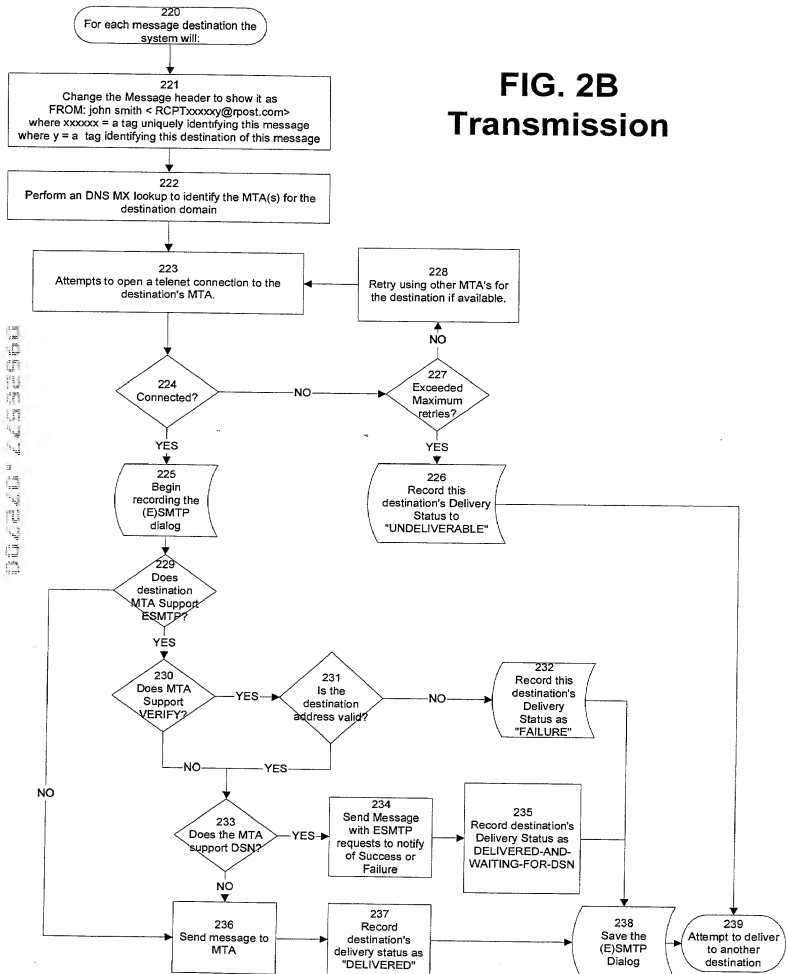 220
For each message destination the
system will:
FIG. 2B
Transmission
221
Change the Message header to show it as
FROM: john smith < RCPTxxxxxy@rpost.com>
where xxxxxx = a tag uniquely identifying this message
where y = a tag identifying this destination of this message
222
Perform an DNS MX lookup to identify the MTA(s) for the
destination domain
223
Attempts to open a telenet connection to the
destination's MTA.
228
Retry using other MTA's for
the destination if available.
NO
224
Connected?
NO
227
Exceeded
Maximum
retries?
YES
YES
225
Begin
recording the
(E)SMTP
dialog
226
Record this
destination's Delivery
Status to
"UNDELIVERABLE"
229
Does
destination
MTA Support
ESMTP?
YES
230
Does MTA
Support
VERIFY?
YES
231
Is the
destination
address valid?
NO
232
Record this
destination's
Delivery
Status as
"FAILURE"
NO
YES
NO
233
Does the MTA
support DSN?
YES
234
Send Message
with ESMTP
requests to notify
of Success or
Failure
235
Record destination's
Delivery Status as
DELIVERED-AND-
WAITING-FOR-DSN
NO
236
Send message to
MTA
237
Record
destination's
delivery status as
"DELIVERED"
238
Save the
(E)SMTP
Dialog
239
Attempt to deliver
to another
destination